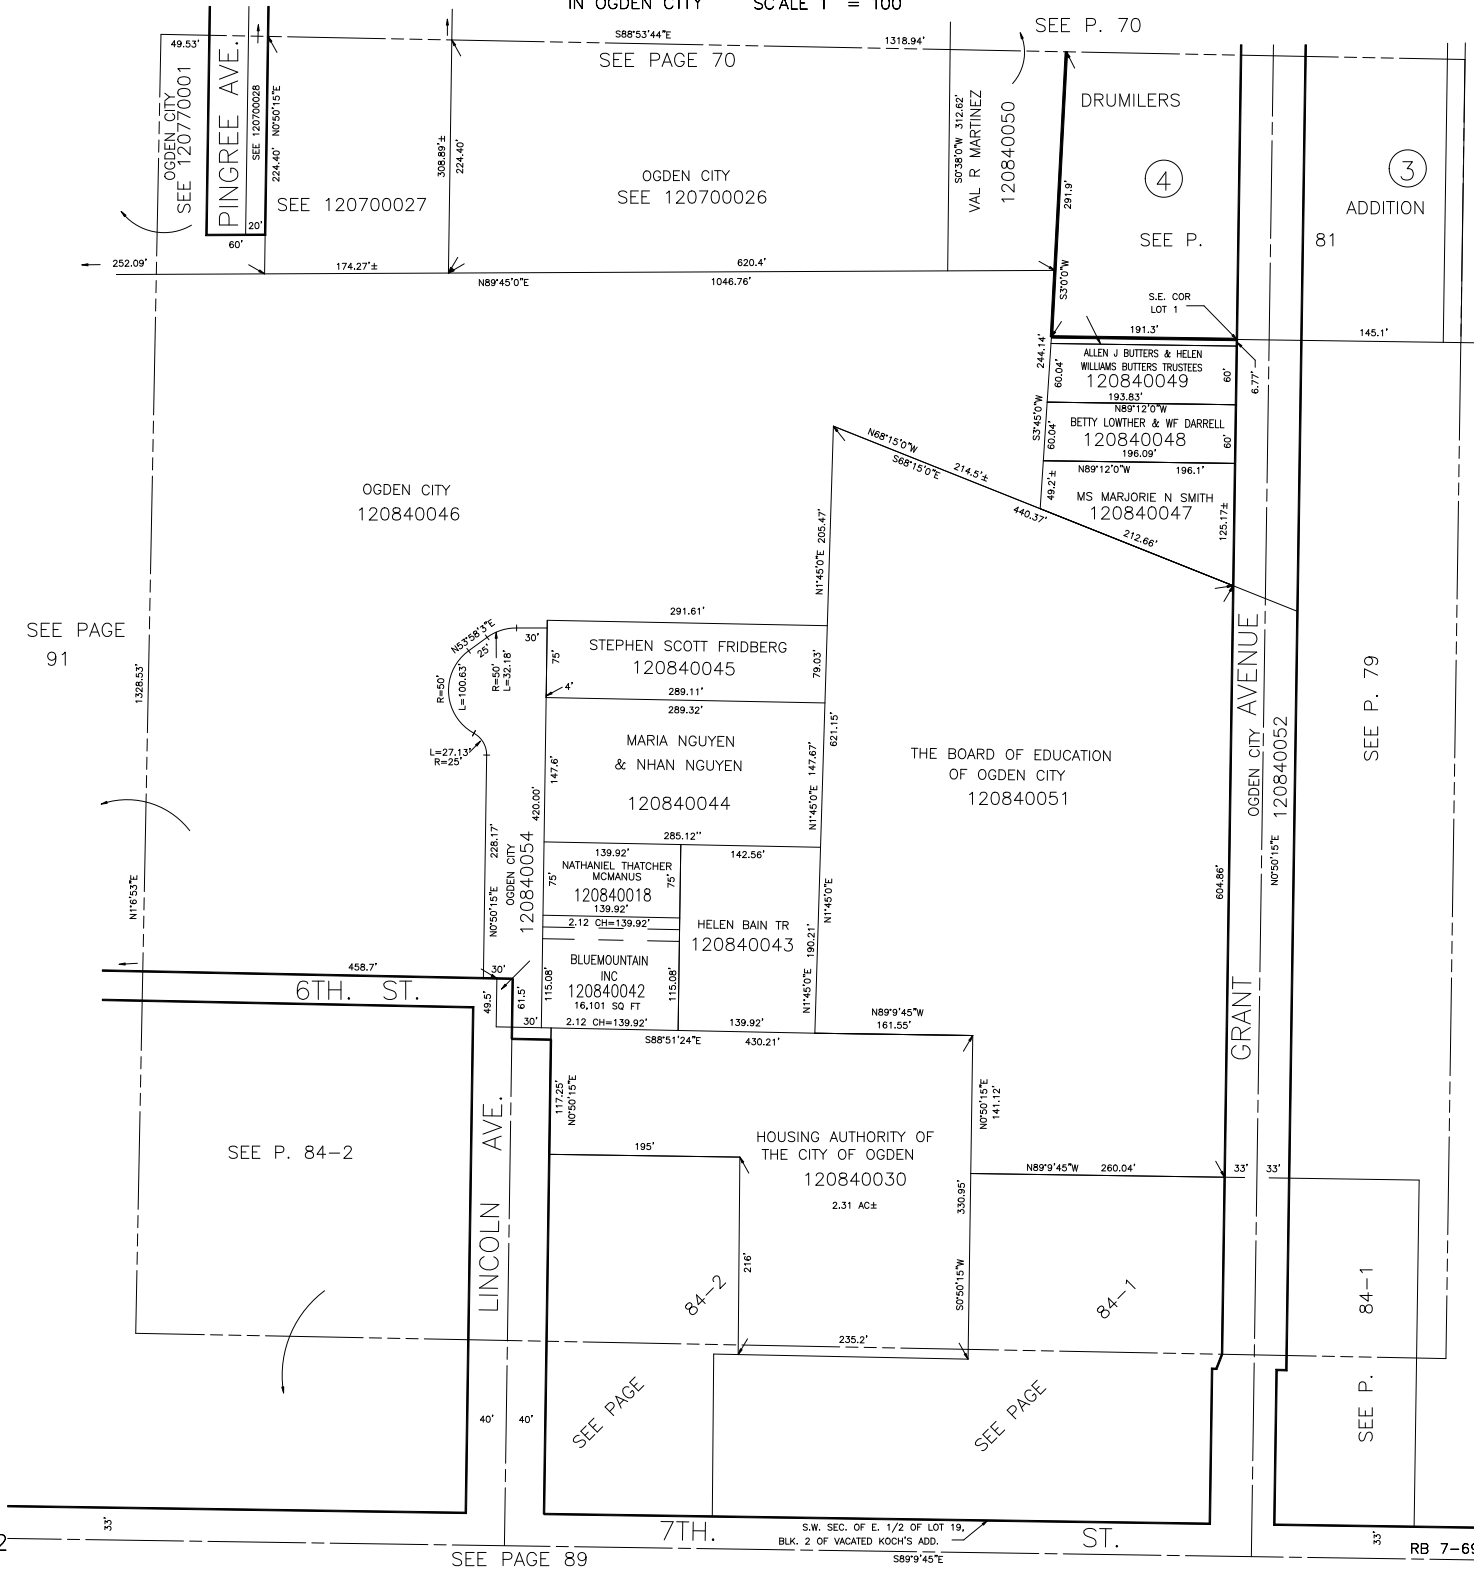 IN OGDEN CITY SCALE 1" = 100'
SEE P. 70
49.53'
S88°53'44"E
1318.94'
SEE PAGE 70
OGDEN CITY
SEE 120770001
PINGREE AVE.
SEE 120700028
N0°50'15"E
224.40'
20'
60'
SEE 120700027
308.89'±
224.40'
OGDEN CITY
SEE 120700026
S0°38'0"W 312.62'
VAL R MARTINEZ
120840050
291.9'
S3°0'0"W
DRUMILERS
4
SEE P.
3
ADDITION
81
252.09'
174.27'±
620.4'
N89°45'0"E
1046.76'
S.E. COR
LOT 1
191.3'
145.1'
6.77'
244.14'
S3°45'0"W
60.04'
ALLEN J BUTTERS & HELEN
WILLIAMS BUTTERS TRUSTEES
120840049
60'
193.83'
N89°12'0"W
60.04'
BETTY LOWTHER & WF DARRELL
120840048
60'
196.09'
N89°12'0"W
196.1'
49.2'±
MS MARJORIE N SMITH
120840047
125.17±
N68°15'0"W
S68°15'0"E
214.5'±
440.37'
212.66'
OGDEN CITY
120840046
N1°45'0"E 205.47'
SEE PAGE
91
1328.53'
N1°6'53"E
291.61'
STEPHEN SCOTT FRIDBERG
120840045
75'
79.03'
30'
N53°58'3"E
25'
R=50'
L=32.18'
R=50'
L=100.63'
L=27.13'
R=25'
4'
289.11'
289.32'
MARIA NGUYEN
& NHAN NGUYEN
120840044
147.6'
420.00'
621.15'
N1°45'0"E 147.67'
285.12''
THE BOARD OF EDUCATION
OF OGDEN CITY
120840051
GRANT AVENUE
OGDEN CITY
120840052
N0°50'15"E
604.86'
SEE P. 79
228.17'
N0°50'15"E
OGDEN CITY
120840054
139.92'
NATHANIEL THATCHER
MCMANUS
120840018
75'
75'
139.92'
2.12 CH=139.92'
142.56'
HELEN BAIN TR
120840043
N1°45'0"E
N1°45'0"E 190.21'
BLUEMOUNTAIN
INC
120840042
16,101 SQ FT
115.08'
115.08'
2.12 CH=139.92'
139.92'
458.7'
6TH. ST.
30'
49.5'
61.5'
30'
S88°51'24"E
430.21'
N89°9'45"W
161.55'
117.25'
N0°50'15"E
N0°50'15"E
141.12'
HOUSING AUTHORITY OF
THE CITY OF OGDEN
120840030
2.31 AC±
195'
216'
330.95'
S0°50'15"W
N89°9'45"W 260.04'
33'
33'
SEE P. 84-2
LINCOLN AVE.
40'
40'
235.2'
SEE PAGE 84-2
SEE PAGE 84-1
SEE P. 84-1
33'
7TH. ST.
S.W. SEC. OF E. 1/2 OF LOT 19,
BLK. 2 OF VACATED KOCH'S ADD.
SEE PAGE 89
S89°9'45"E
33'
RB 7-69
2